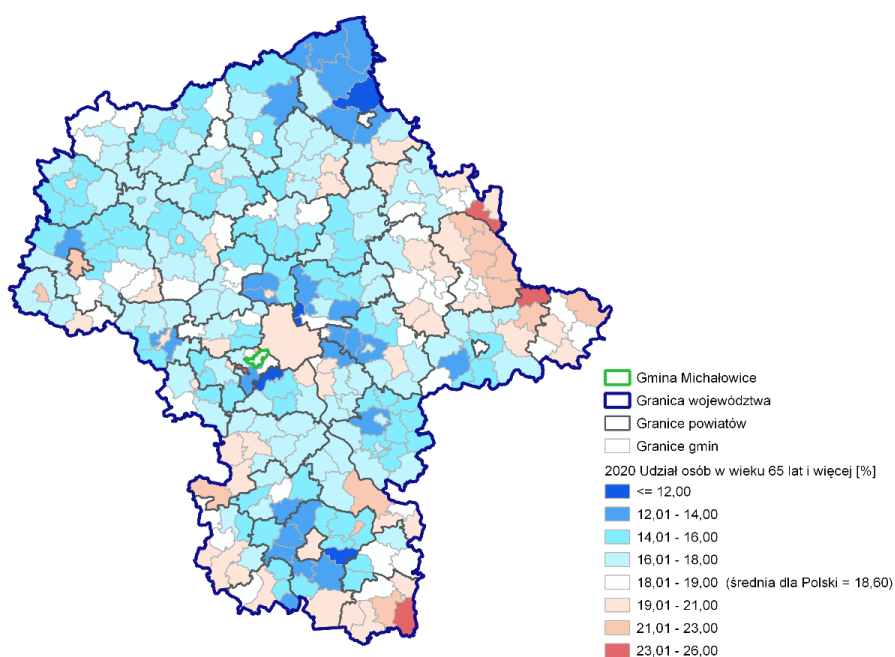 Gmina Michałowice
Granica województwa
Granice powiatów
Granice gmin
2020 Udział osób w wieku 65 lat i więcej [%]
<= 12,00
12,01 - 14,00
14,01 - 16,00
16,01 - 18,00
18,01 - 19,00 (średnia dla Polski = 18,60)
19,01 - 21,00
21,01 - 23,00
23,01 - 26,00